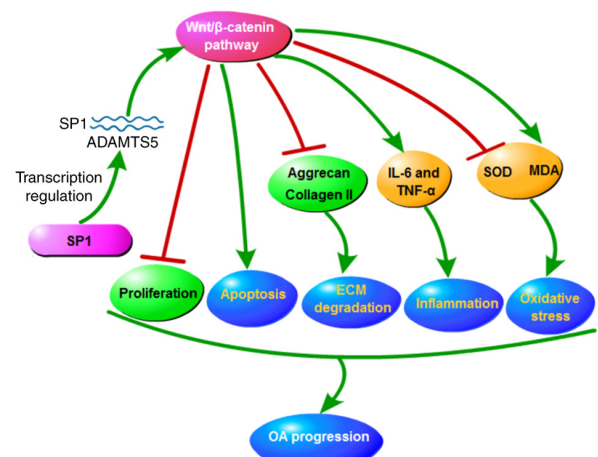 Wnt/β-catenin
pathway
SP1
ADAMTS5
Transcription
regulation
SP1
Aggrecan
Collagen II
IL-6 and
TNF-α
SOD MDA
Proliferation
Apoptosis
ECM
degradation
Inflammation
Oxidative
stress
OA progression